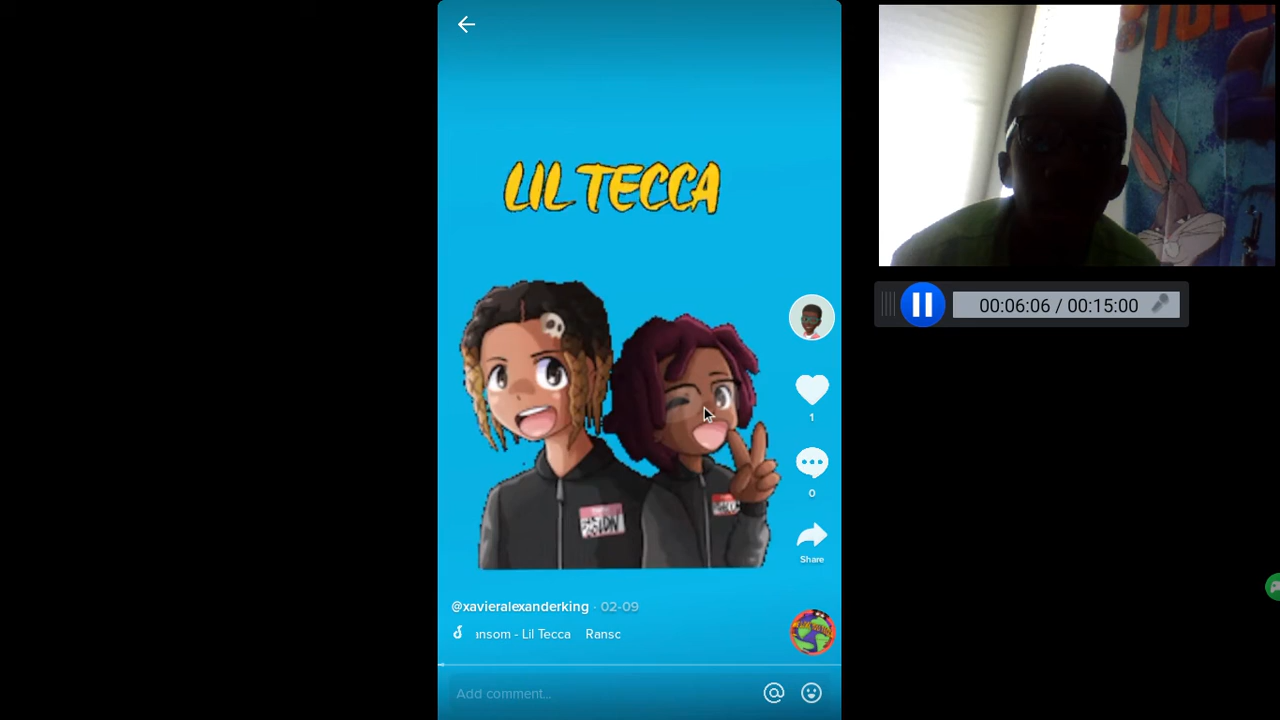 LIL TECCA
00:06:06 / 00:15:00
1
0
Share
@xavieralexanderking · 02-09
ansom - Lil Tecca Ransc
Add comment...